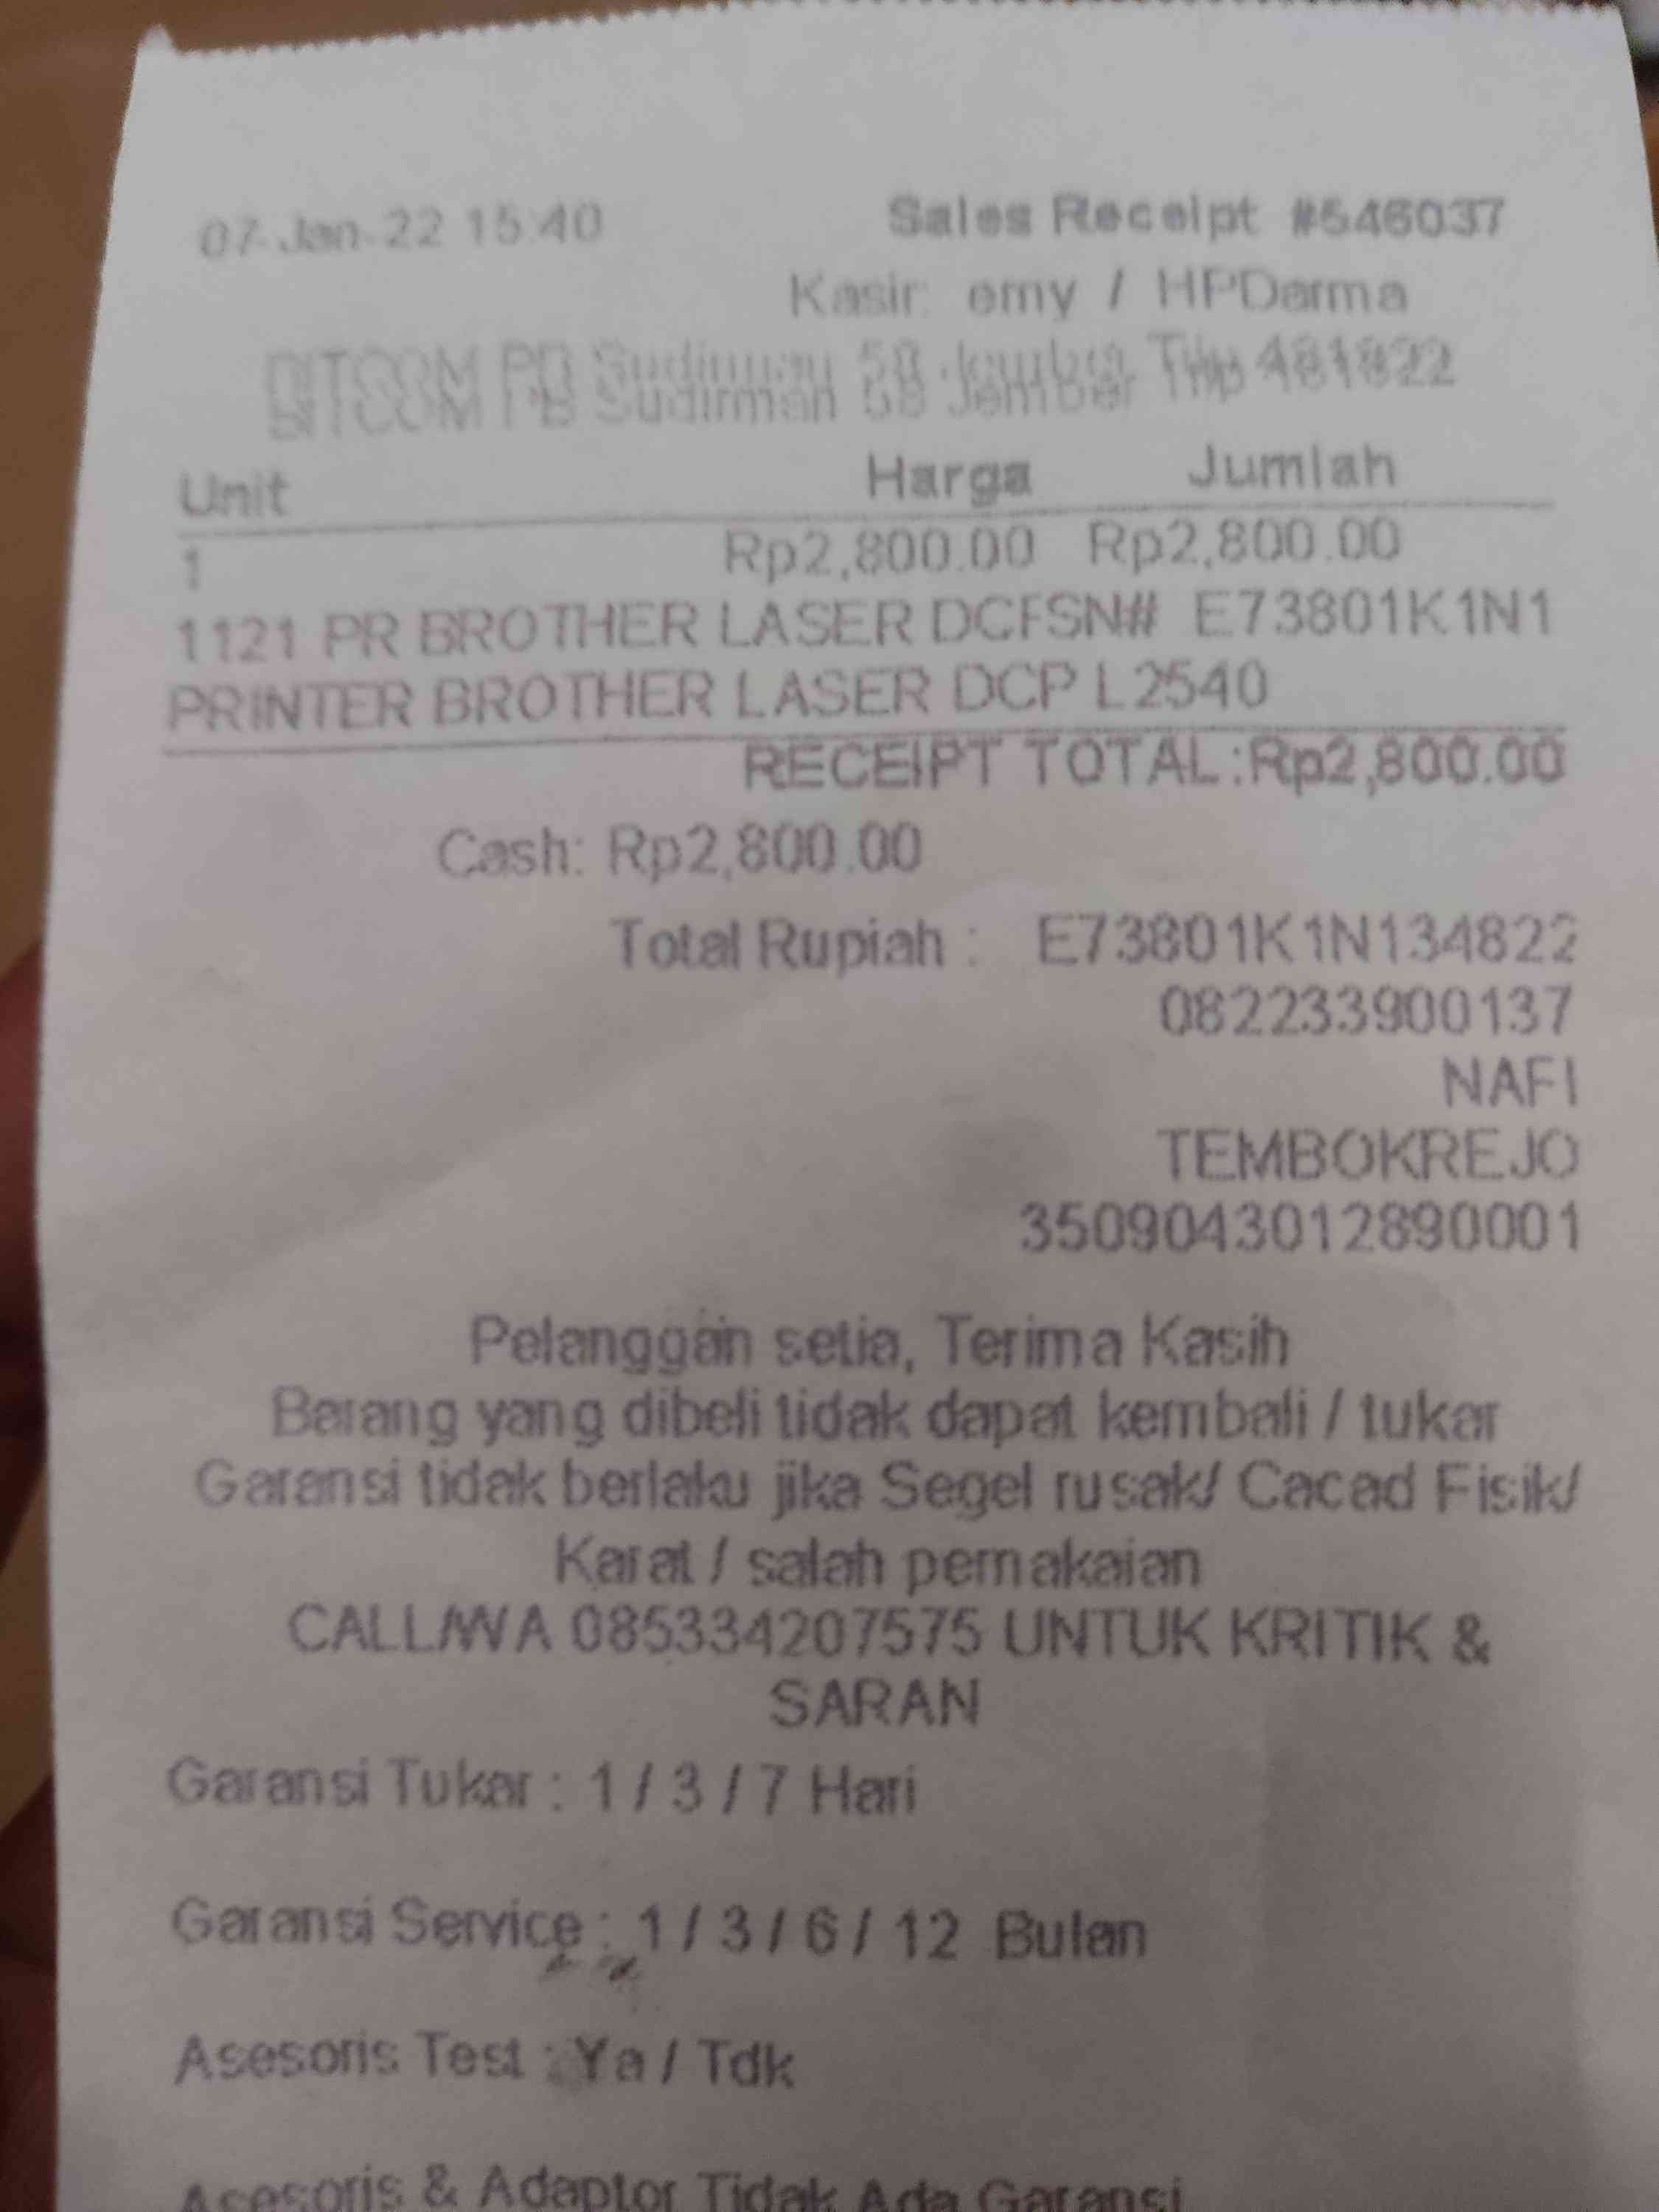 07-Jan-22 15:40 Sales Receipt #546037
Kasir: emy / HPDarma
BITCOM PB Sudirman 58 Jember Tlp 481822
Unit Harga Jumlah
1 Rp2,800.00 Rp2,800.00
1121 PR BROTHER LASER DCFSN# E73801K1N1
PRINTER BROTHER LASER DCP L2540
RECEIPT TOTAL:Rp2,800.00
Cash: Rp2,800.00
Total Rupiah : E73801K1N134822
082233900137
NAFI
TEMBOKREJO
3509043012890001
Pelanggan setia, Terima Kasih
Barang yang dibeli tidak dapat kembali / tukar
Garansi tidak berlaku jika Segel rusak/ Cacad Fisik/
Karat / salah pemakaian
CALL/WA 085334207575 UNTUK KRITIK &
SARAN
Garansi Tukar : 1 / 3 / 7 Hari
Garansi Service : 1 / 3 / 6 / 12 Bulan
Asesoris Test : Ya / Tdk
Asesoris & Adaptor Tidak Ada Garansi